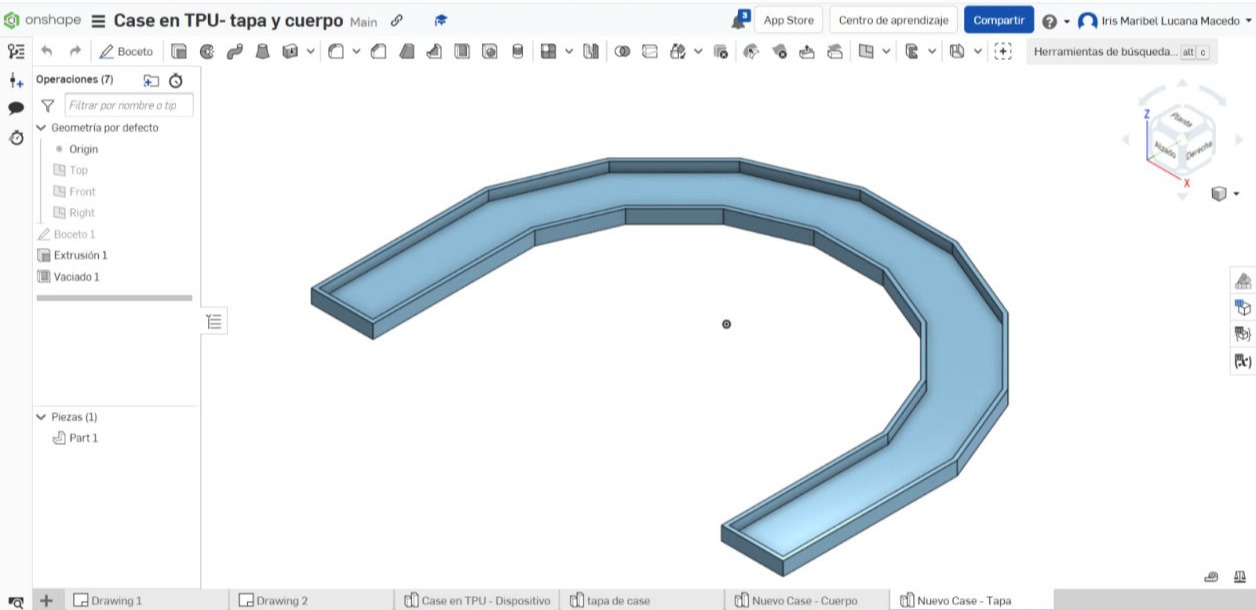 onshape Case en TPU- tapa y cuerpo Main 3 App Store Centro de aprendizaje Compartir Iris Maribel Lucana Macedo
Boceto Herramientas de búsqueda... alt c
Operaciones (7)
Filtrar por nombre o tip
Geometría por defecto
Origin
Top
Front
Right
Boceto 1
Extrusión 1
Vaciado 1
Z
Planta
Alzado
Derecha
X
Piezas (1)
Part 1
Drawing 1 Drawing 2 Case en TPU - Dispositivo tapa de case Nuevo Case - Cuerpo Nuevo Case - Tapa